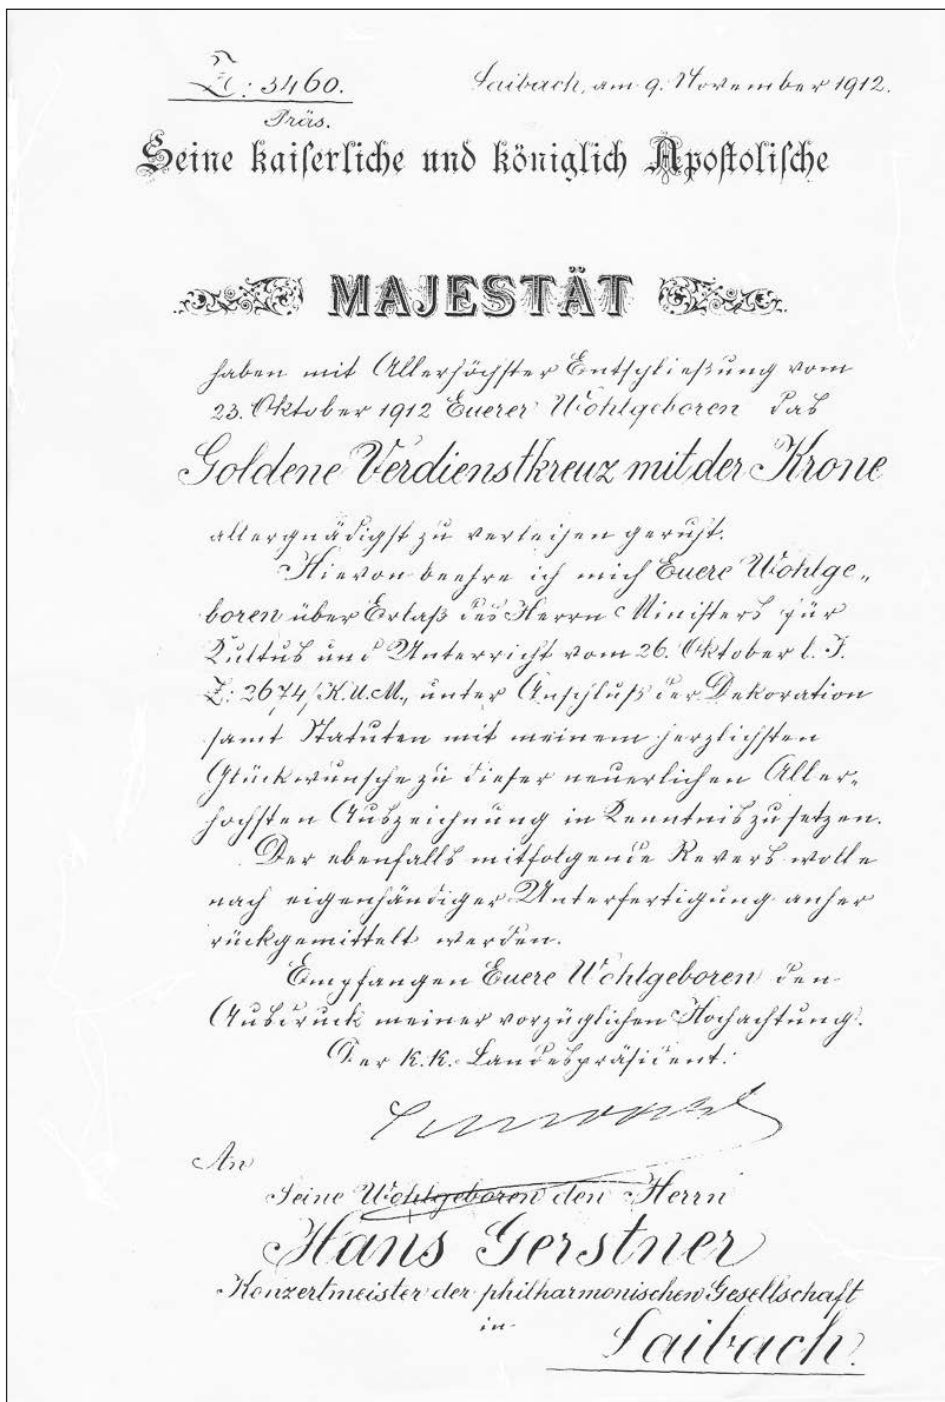 Z: 3460.
Präs.
Laibach, am 9. November 1912.
Seine kaiserliche und königlich Apostolische
MAJESTÄT
haben mit Allerhöchster Entschließung vom
23. Oktober 1912 Euerer Wohlgeboren das
Goldene Verdienstkreuz mit der Krone
allergnädigst zu verleihen geruht.
Hievon beehre ich mich Euere Wohlge„
boren über Erlaß des Herrn Ministers für
Kultus und Unterricht vom 26. Oktober l. J.
Z: 2674/K.U.M., unter Anschluß der Dekoration
samt Statuten mit meinem herzlichsten
Glückwunsche zu dieser neuerlichen Aller-
höchsten Auszeichnung in Kenntnis zu setzen.
Der ebenfalls mitfolgende Revers wolle
nach eigenhändiger Unterfertigung anher
rückgemittelt werden.
Empfangen Euere Wohlgeboren den
Ausdruck meiner vorzüglichen Hochachtung.
Der k.k. Landespräsident:
An
Seine Wohlgeboren den Herrn
Hans Gerstner
Konzertmeister der philharmonischen Gesellschaft
in
Laibach.